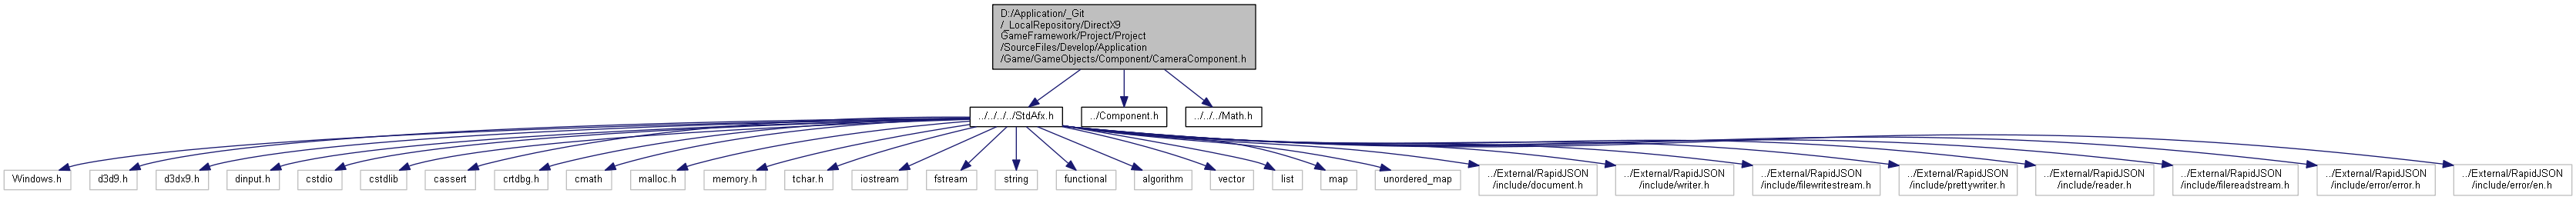 D:/Application/_Git
/_LocalRepository/DirectX9
GameFramework/Project/Project
/SourceFiles/Develop/Application
/Game/GameObjects/Component/CameraComponent.h
../../../../StdAfx.h
../Component.h
../../../Math.h
Windows.h
d3d9.h
d3dx9.h
dinput.h
cstdio
cstdlib
cassert
crtdbg.h
cmath
malloc.h
memory.h
tchar.h
iostream
fstream
string
functional
algorithm
vector
list
map
unordered_map
../External/RapidJSON
/include/document.h
../External/RapidJSON
/include/writer.h
../External/RapidJSON
/include/filewritestream.h
../External/RapidJSON
/include/prettywriter.h
../External/RapidJSON
/include/reader.h
../External/RapidJSON
/include/filereadstream.h
../External/RapidJSON
/include/error/error.h
../External/RapidJSON
/include/error/en.h